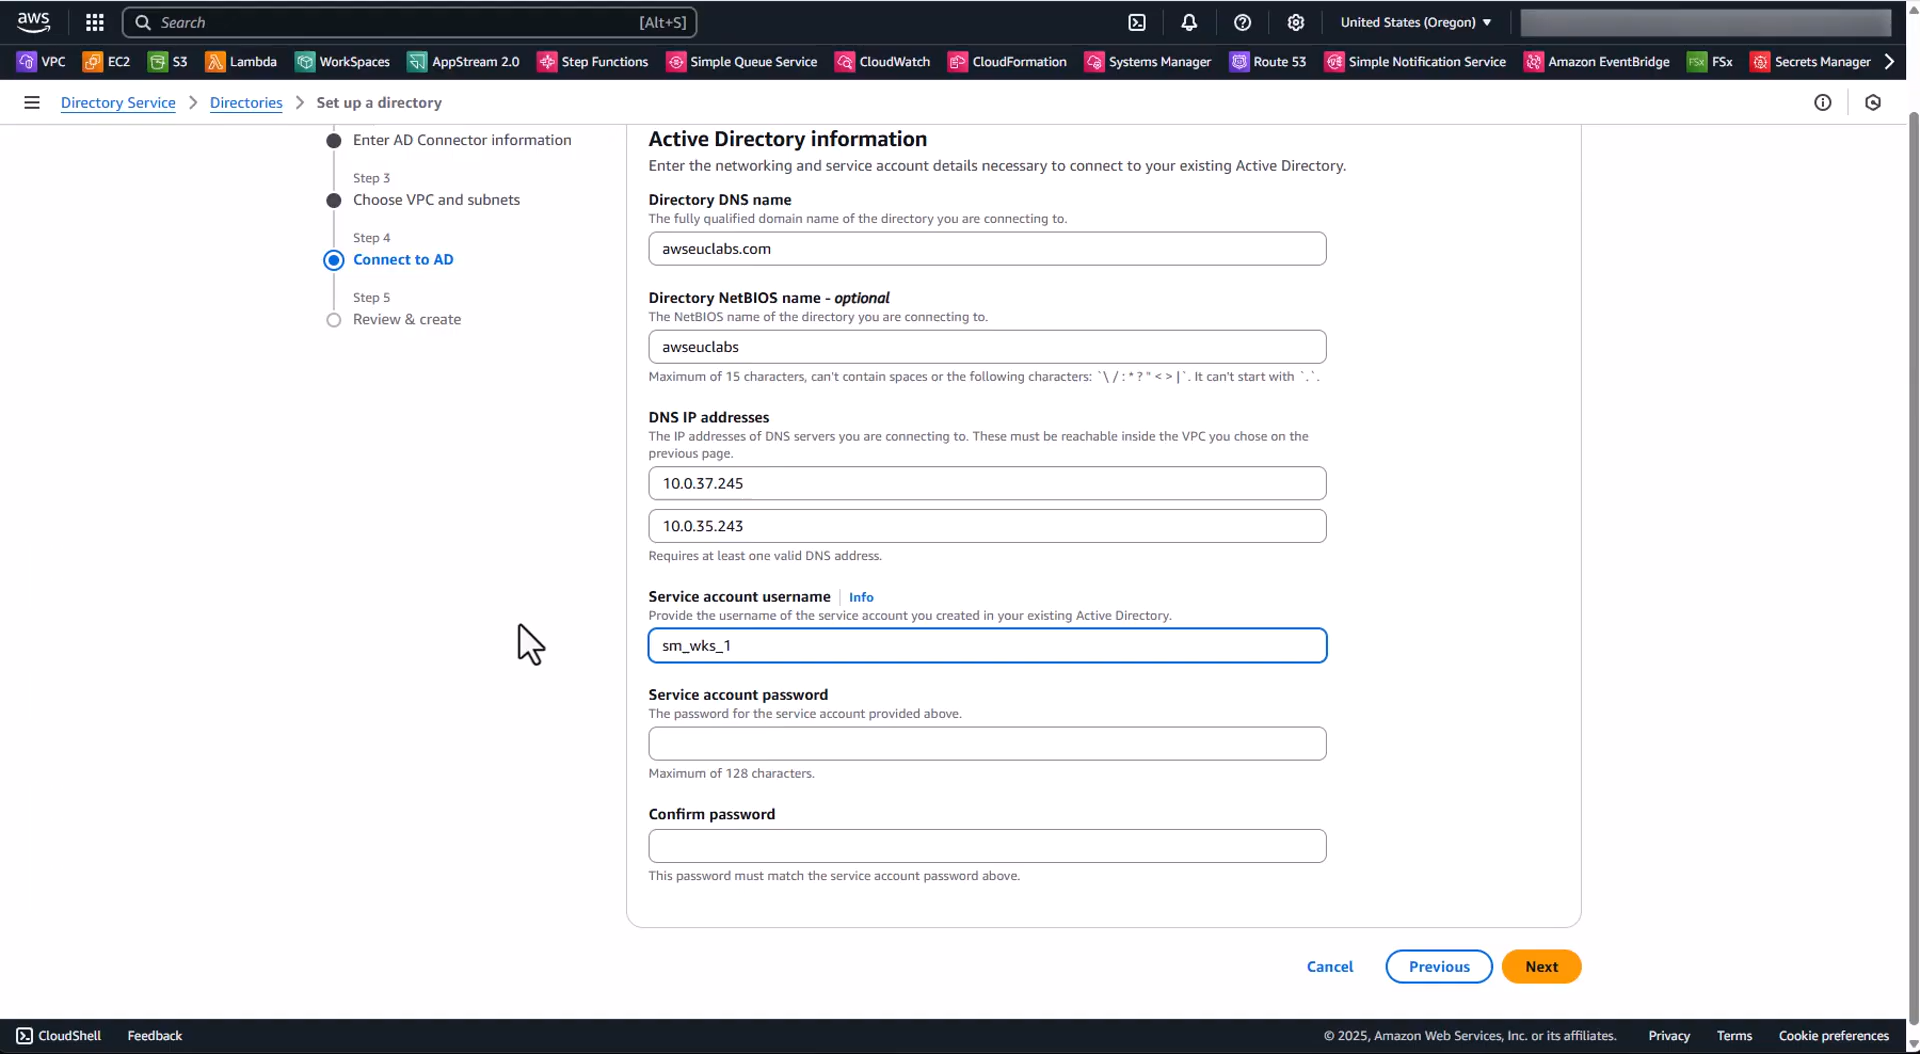 aws
Search [Alt+S]
United States (Oregon)
VPC EC2 S3 Lambda WorkSpaces AppStream 2.0 Step Functions Simple Queue Service CloudWatch CloudFormation Systems Manager Route 53 Simple Notification Service Amazon EventBridge FSx FSx Secrets Manager
Directory Service > Directories > Set up a directory
Enter AD Connector information
Step 3
Choose VPC and subnets
Step 4
Connect to AD
Step 5
Review & create
Active Directory information
Enter the networking and service account details necessary to connect to your existing Active Directory.
Directory DNS name
The fully qualified domain name of the directory you are connecting to.
awseuclabs.com
Directory NetBIOS name - optional
The NetBIOS name of the directory you are connecting to.
awseuclabs
Maximum of 15 characters, can't contain spaces or the following characters: `\ / : * ? " < > |`. It can't start with `.`.
DNS IP addresses
The IP addresses of DNS servers you are connecting to. These must be reachable inside the VPC you chose on the
previous page.
10.0.37.245
10.0.35.243
Requires at least one valid DNS address.
Service account username Info
Provide the username of the service account you created in your existing Active Directory.
sm_wks_1
Service account password
The password for the service account provided above.
Maximum of 128 characters.
Confirm password
This password must match the service account password above.
Cancel Previous Next
CloudShell Feedback © 2025, Amazon Web Services, Inc. or its affiliates. Privacy Terms Cookie preferences